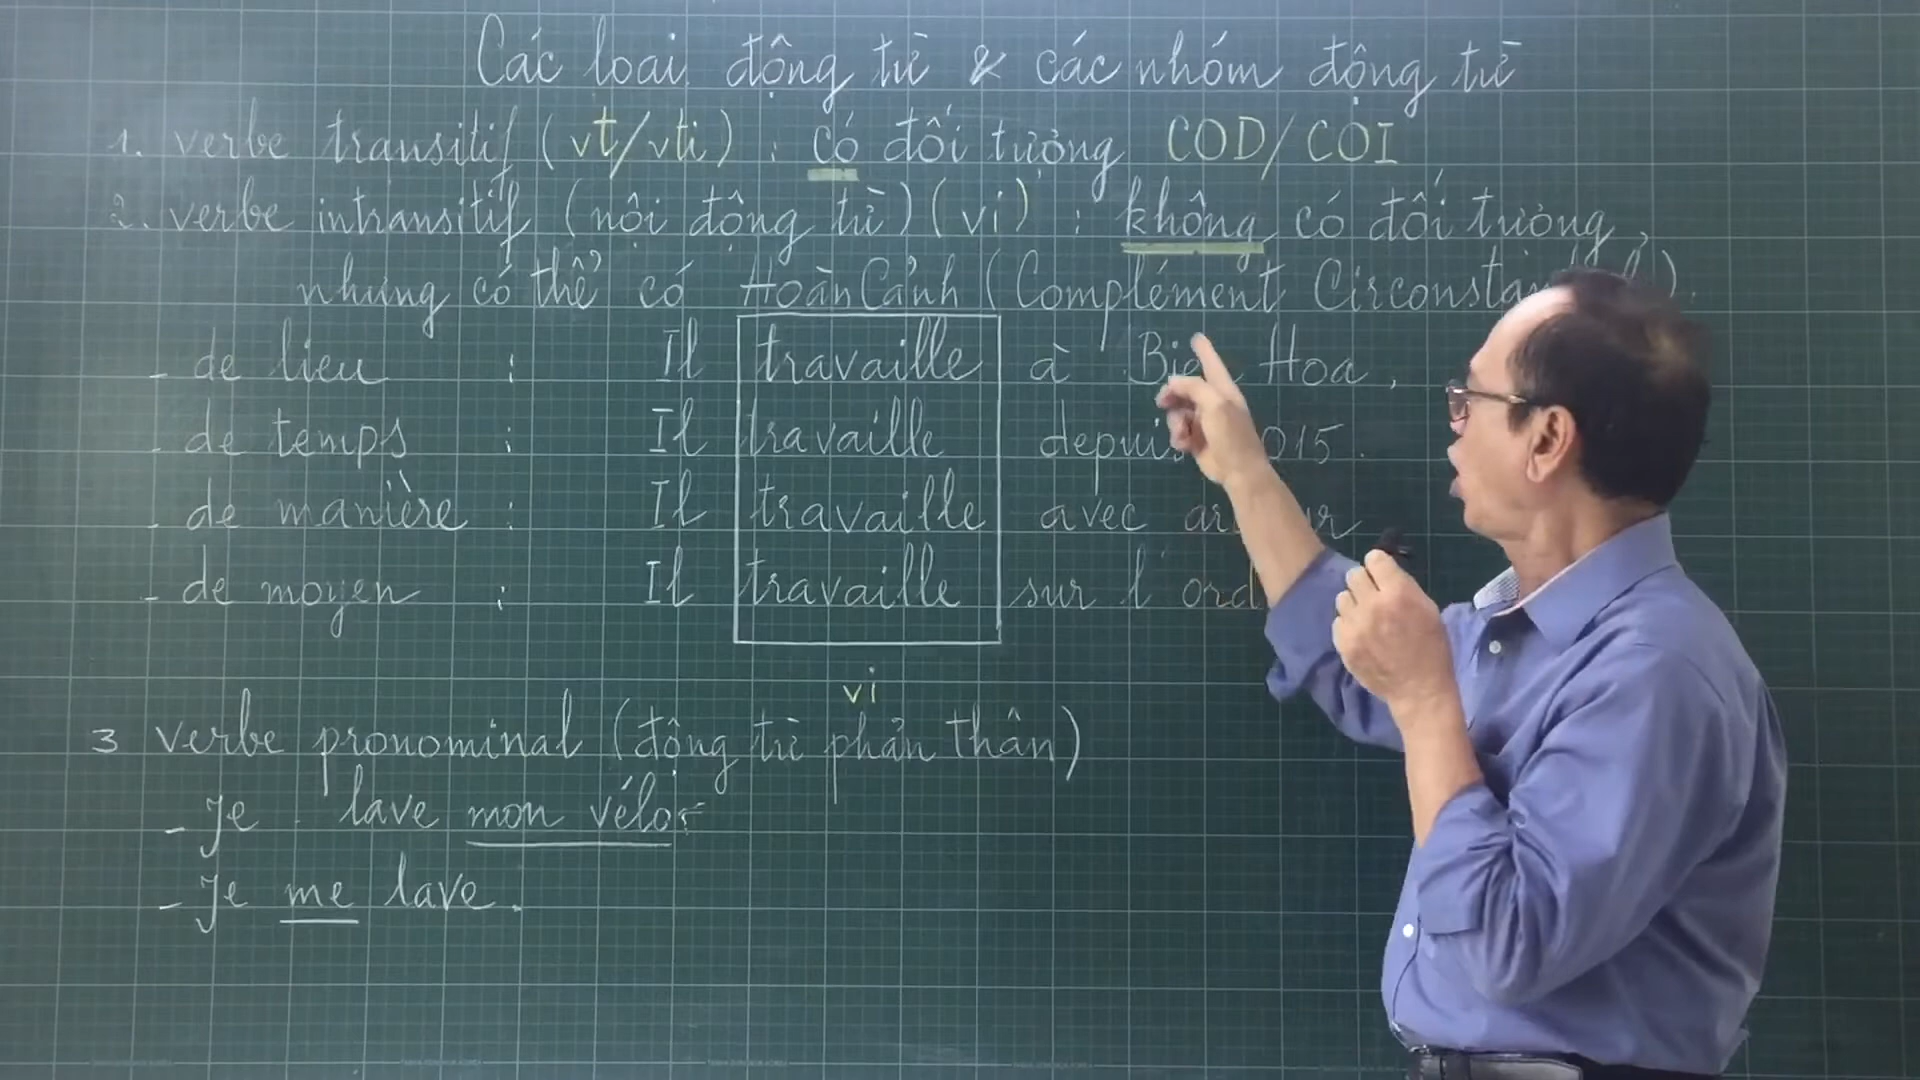 Các loại động từ & các nhóm động từ
1. verbe transitif (vt/vti) : có đối tượng COD/COI
2. verbe intransitif (nội động từ) (vi) : không có đối tượng,
nhưng có thể có Hoàn Cảnh (Complément
- de lieu : Il travaille à Hoa.
- de temps : Il travaille
- de manière : Il travaille avec
- de moyen : Il travaille sur
vi
3 verbe pronominal (động từ phản thân)
- Je lave mon vélo.
- Je me lave.